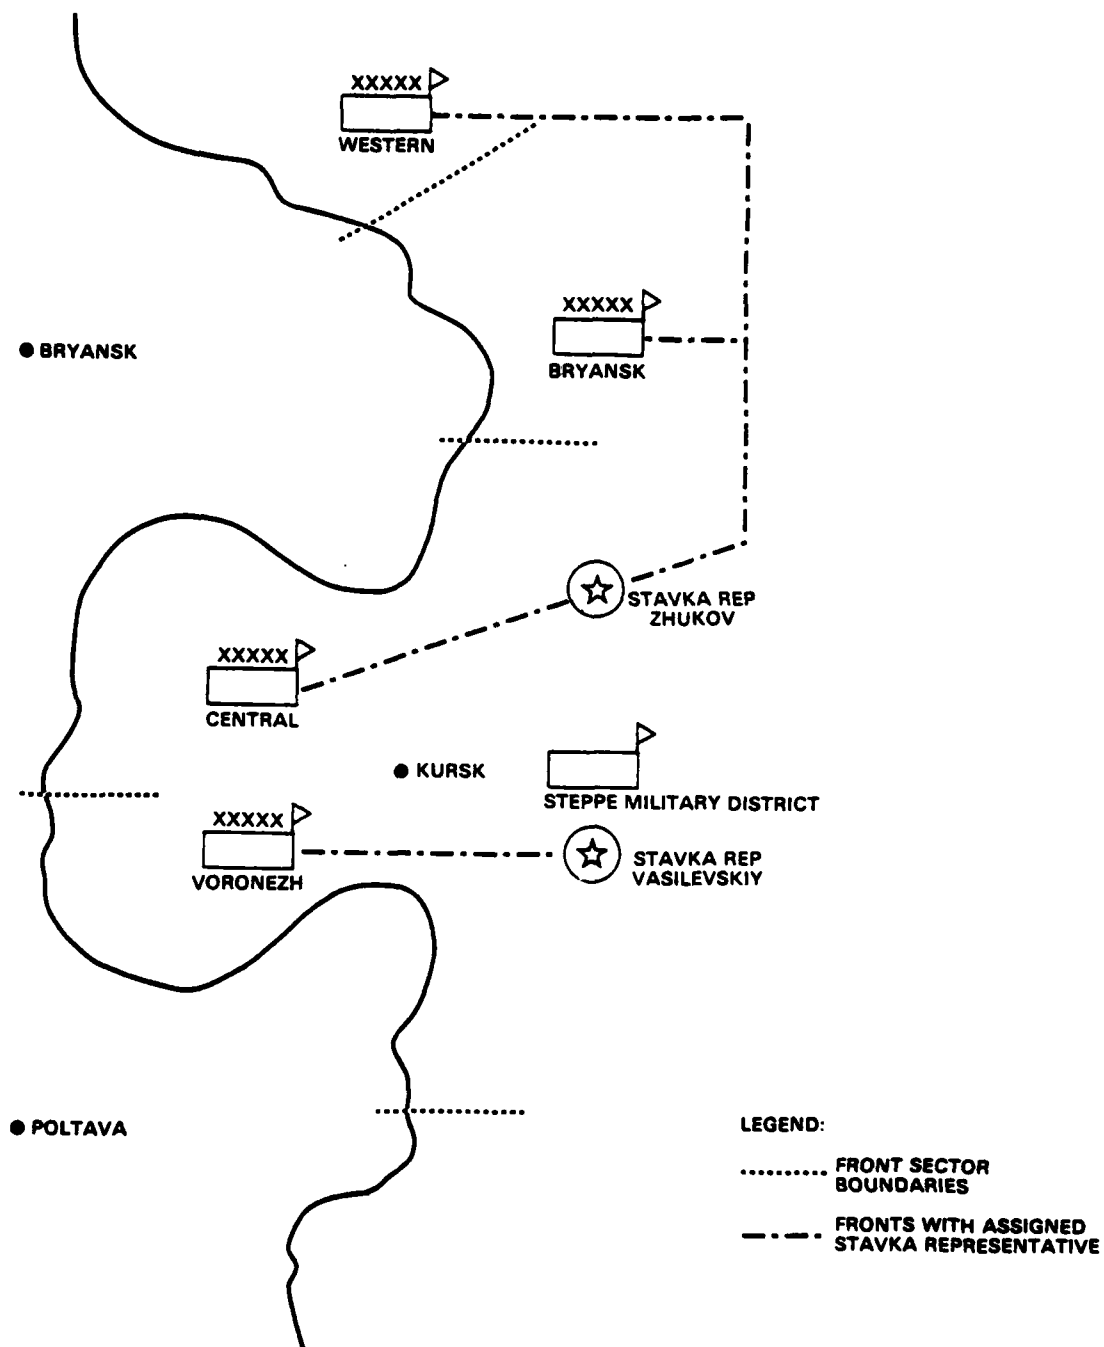 XXXXX
WESTERN
XXXXX
BRYANSK
BRYANSK
STAVKA REP
ZHUKOV
XXXXX
CENTRAL
KURSK
STEPPE MILITARY DISTRICT
XXXXX
VORONEZH
STAVKA REP
VASILEVSKIY
POLTAVA
LEGEND:
FRONT SECTOR
BOUNDARIES
FRONTS WITH ASSIGNED
STAVKA REPRESENTATIVE